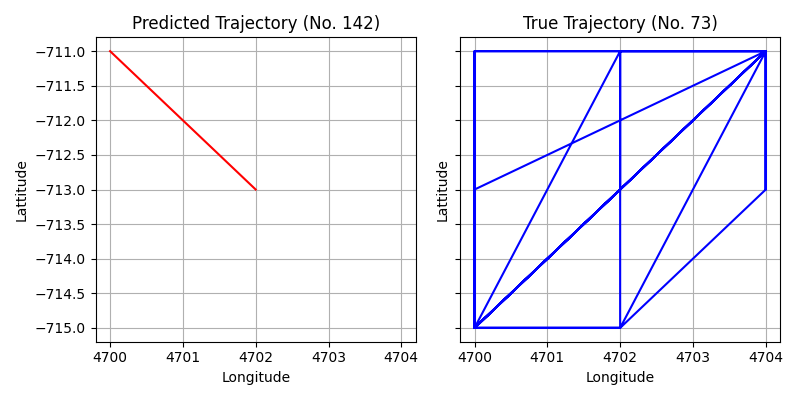 Predicted Trajectory (No. 142)
True Trajectory (No. 73)
Lattitude
−711.0
−711.5
−712.0
−712.5
−713.0
−713.5
−714.0
−714.5
−715.0
4700 4701 4702 4703 4704
Longitude
Lattitude
4700 4701 4702 4703 4704
Longitude